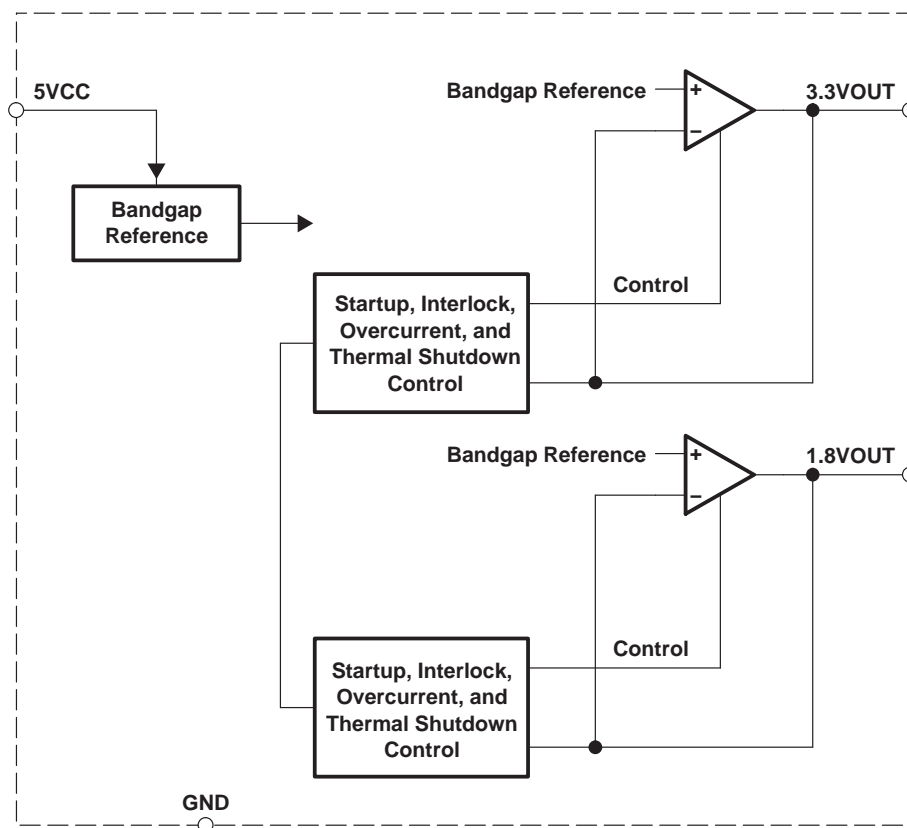 5VCC
Bandgap Reference
+
−
3.3VOUT
Bandgap
Reference
Control
Startup, Interlock,
Overcurrent, and
Thermal Shutdown
Control
Bandgap Reference
+
−
1.8VOUT
Control
Startup, Interlock,
Overcurrent, and
Thermal Shutdown
Control
GND